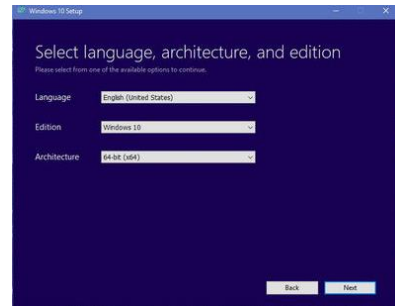 Windows 10 Setup
Select language, architecture, and edition
Please select from one of the available options to continue.
Language
English (United States)
Edition
Windows 10
Architecture
64-bit (x64)
Back
Next